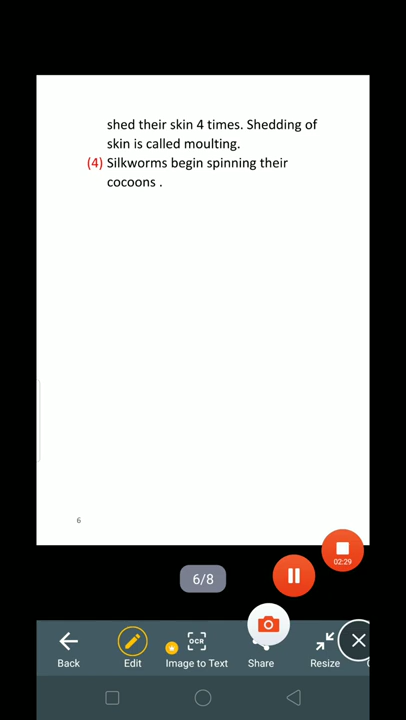 shed their skin 4 times. Shedding of
skin is called moulting.
(4) Silkworms begin spinning their
cocoons .
6
6/8
02:29
Back
Edit
OCR
Image to Text
Share
Resize